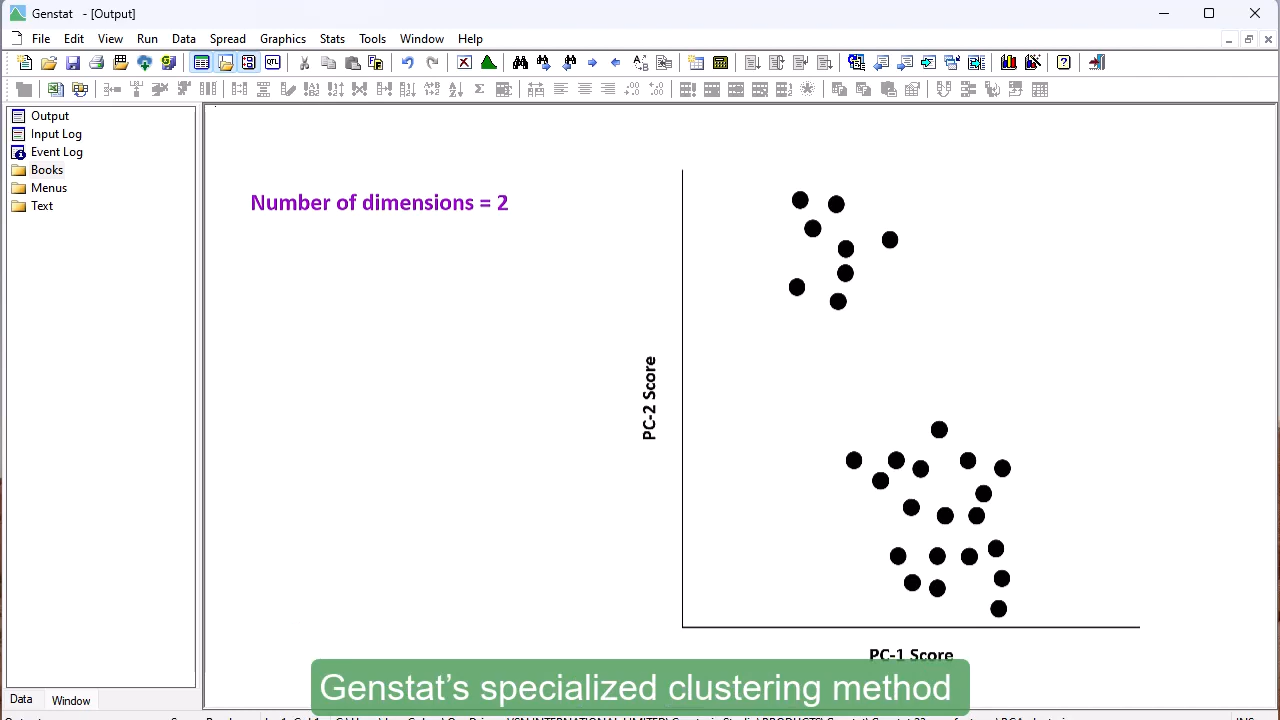 Genstat - [Output]
File Edit View Run Data Spread Graphics Stats Tools Window Help
Output
Input Log
Event Log
Books
Menus
Text
Number of dimensions = 2
PC-2 Score
PC-1 Score
Genstat’s specialized clustering method
Data Window